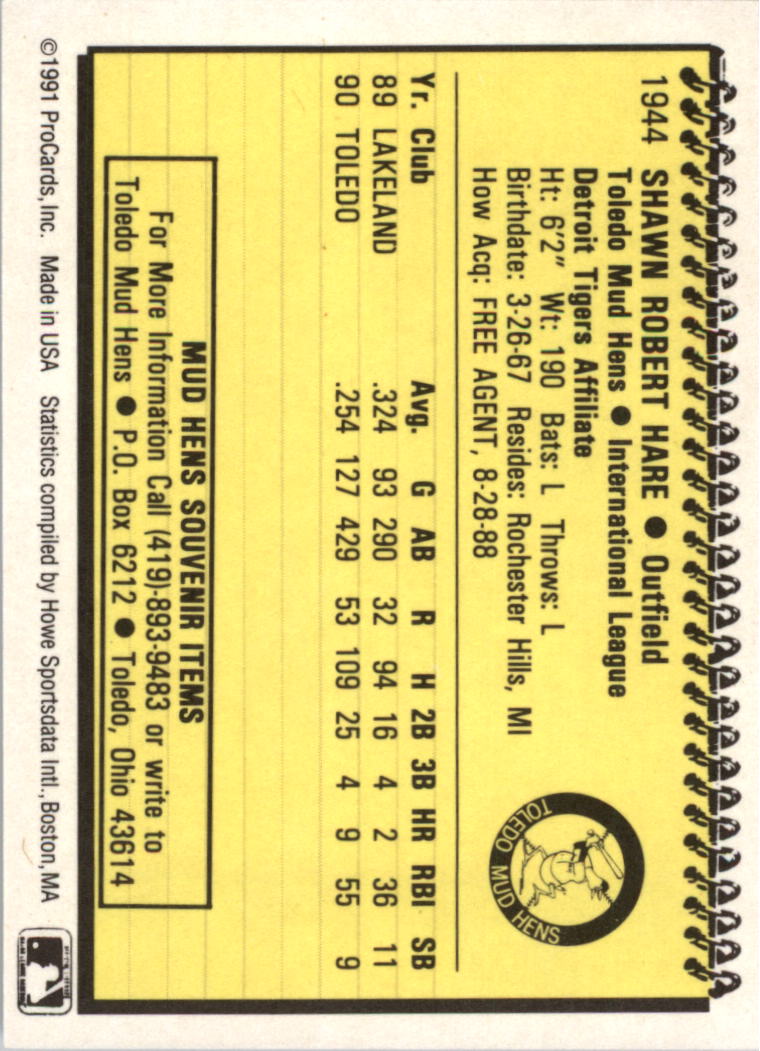 1944 SHAWN ROBERT HARE ● Outfield
Toledo Mud Hens ● International League
Detroit Tigers Affiliate
Ht: 6'2" Wt: 190 Bats: L Throws: L
Birthdate: 3-26-67 Resides: Rochester Hills, MI
How Acq: FREE AGENT, 8-28-88
TOLEDO MUD HENS
Yr. Club Avg. G AB R H 2B 3B HR RBI SB
89 LAKELAND .324 93 290 32 94 16 4 2 36 11
90 TOLEDO .254 127 429 53 109 25 4 9 55 9
MUD HENS SOUVENIR ITEMS
For More Information Call (419)-893-9483 or write to
Toledo Mud Hens ● P.O. Box 6212 ● Toledo, Ohio 43614
©1991 ProCards, Inc. Made in USA Statistics compiled by Howe Sportsdata Intl., Boston, MA